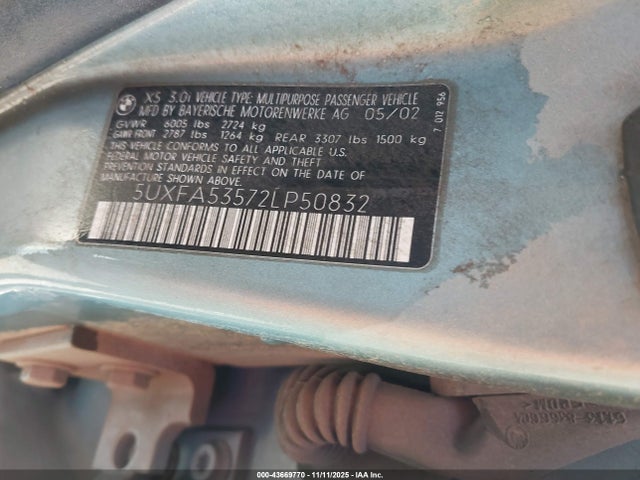 X5 3.0i VEHICLE TYPE: MULTIPURPOSE PASSENGER VEHICLE
MFD BY BAYERISCHE MOTORENWERKE AG 05/02
GVWR 6005 lbs 2724 kg
GAWR FRONT 2787 lbs 1264 kg REAR 3307 lbs 1500 kg
THIS VEHICLE CONFORMS TO ALL APPLICABLE
FEDERAL MOTOR VEHICLE SAFETY AND THEFT
PREVENTION STANDARDS IN EFFECT ON THE DATE OF
MANUFACTURE SHOWN ABOVE.
5UXFA53572LP50832
7 012 956
000-43669770 - 11/11/2025 - IAA Inc.